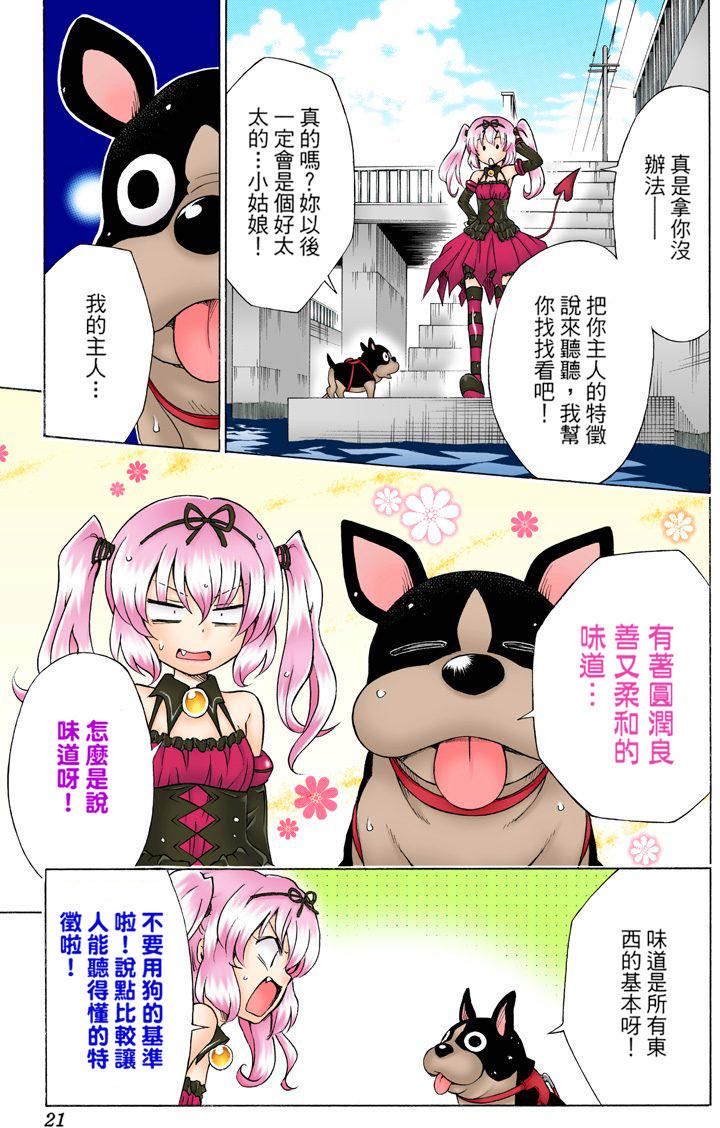 真是拿你沒
辦法——
把你主人的特徵
說來聽聽，我幫
你找找看吧！
真的嗎？妳以後
一定會是個好太
太的…小姑娘！
我的主人…
有著圓潤良
善又柔和的
味道…
怎麼是說
味道呀！
味道是所有東
西的基本呀！
不要用狗的基準
啦！說點比較讓
人能聽得懂的特
徵啦！
21